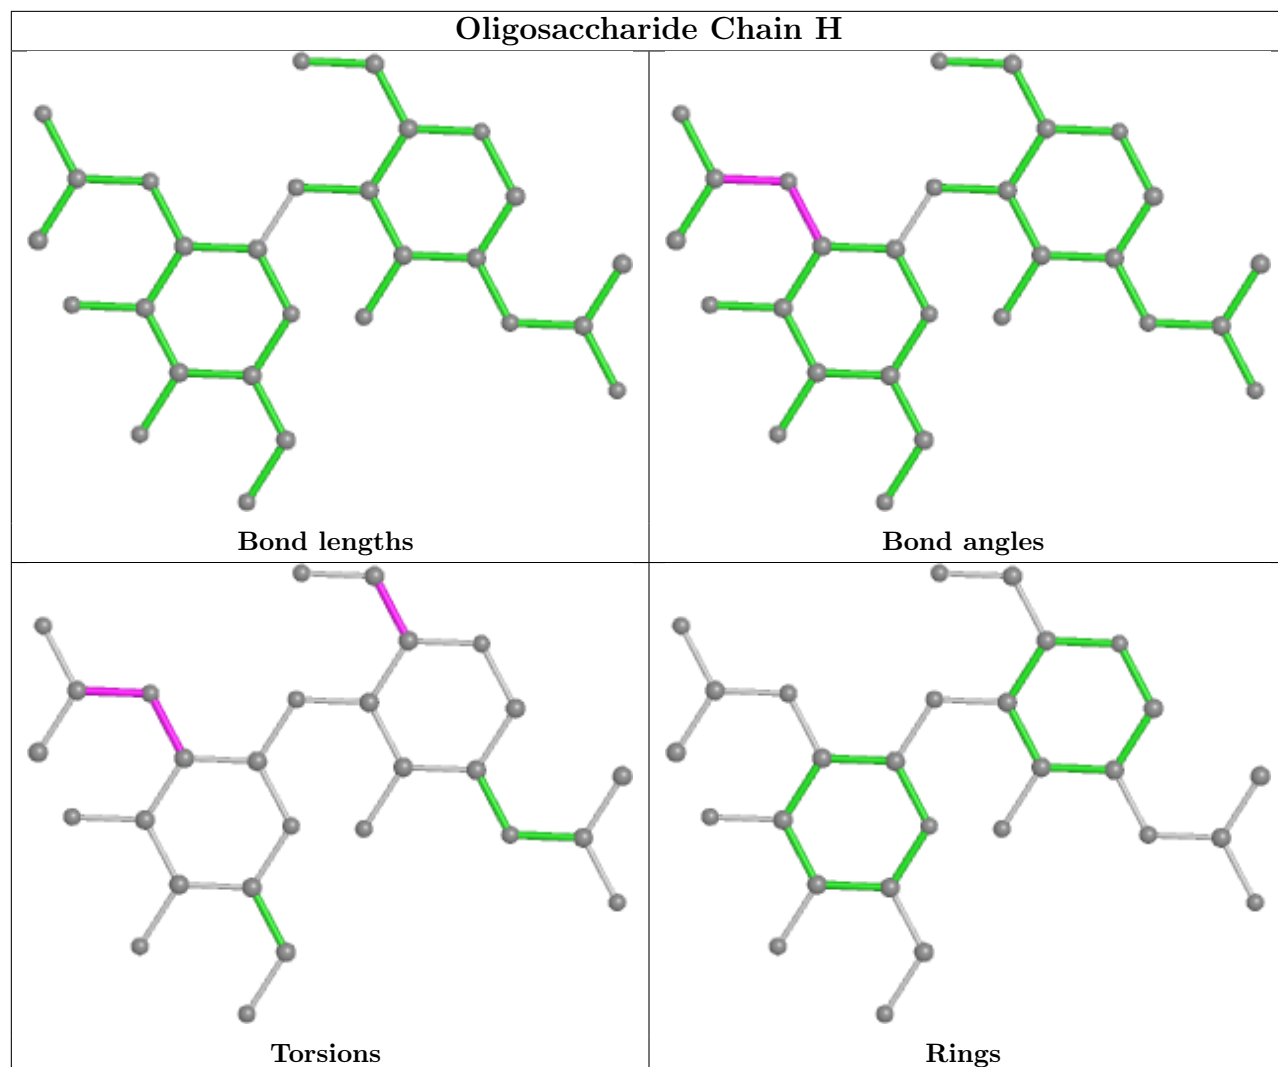 Oligosaccharide Chain H
Bond lengths
Bond angles
Torsions
Rings